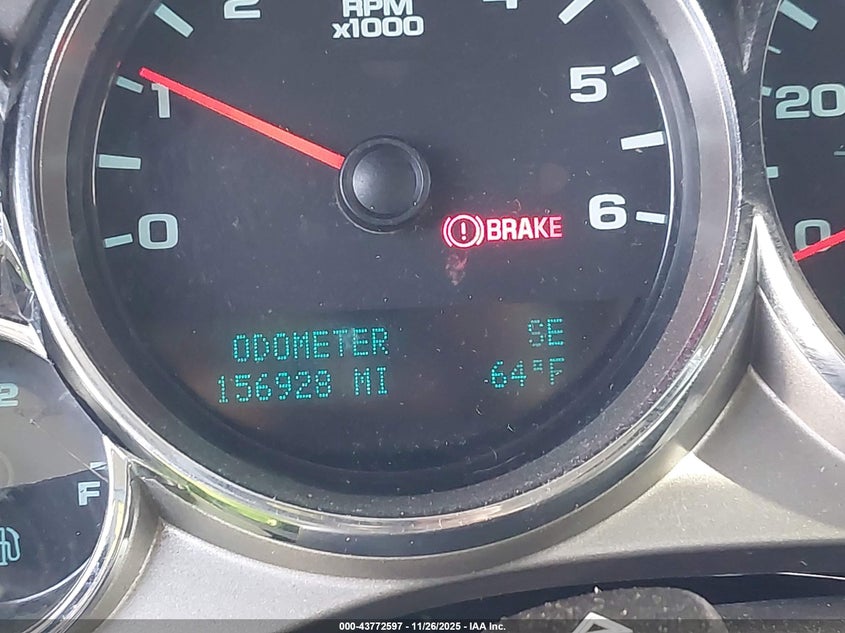 2
4
RPM
x1000
1
5
20
0
6
0
BRAKE
ODOMETER
SE
156928 MI
64°F
2
F
000-43772597 - 11/26/2025 - IAA Inc.